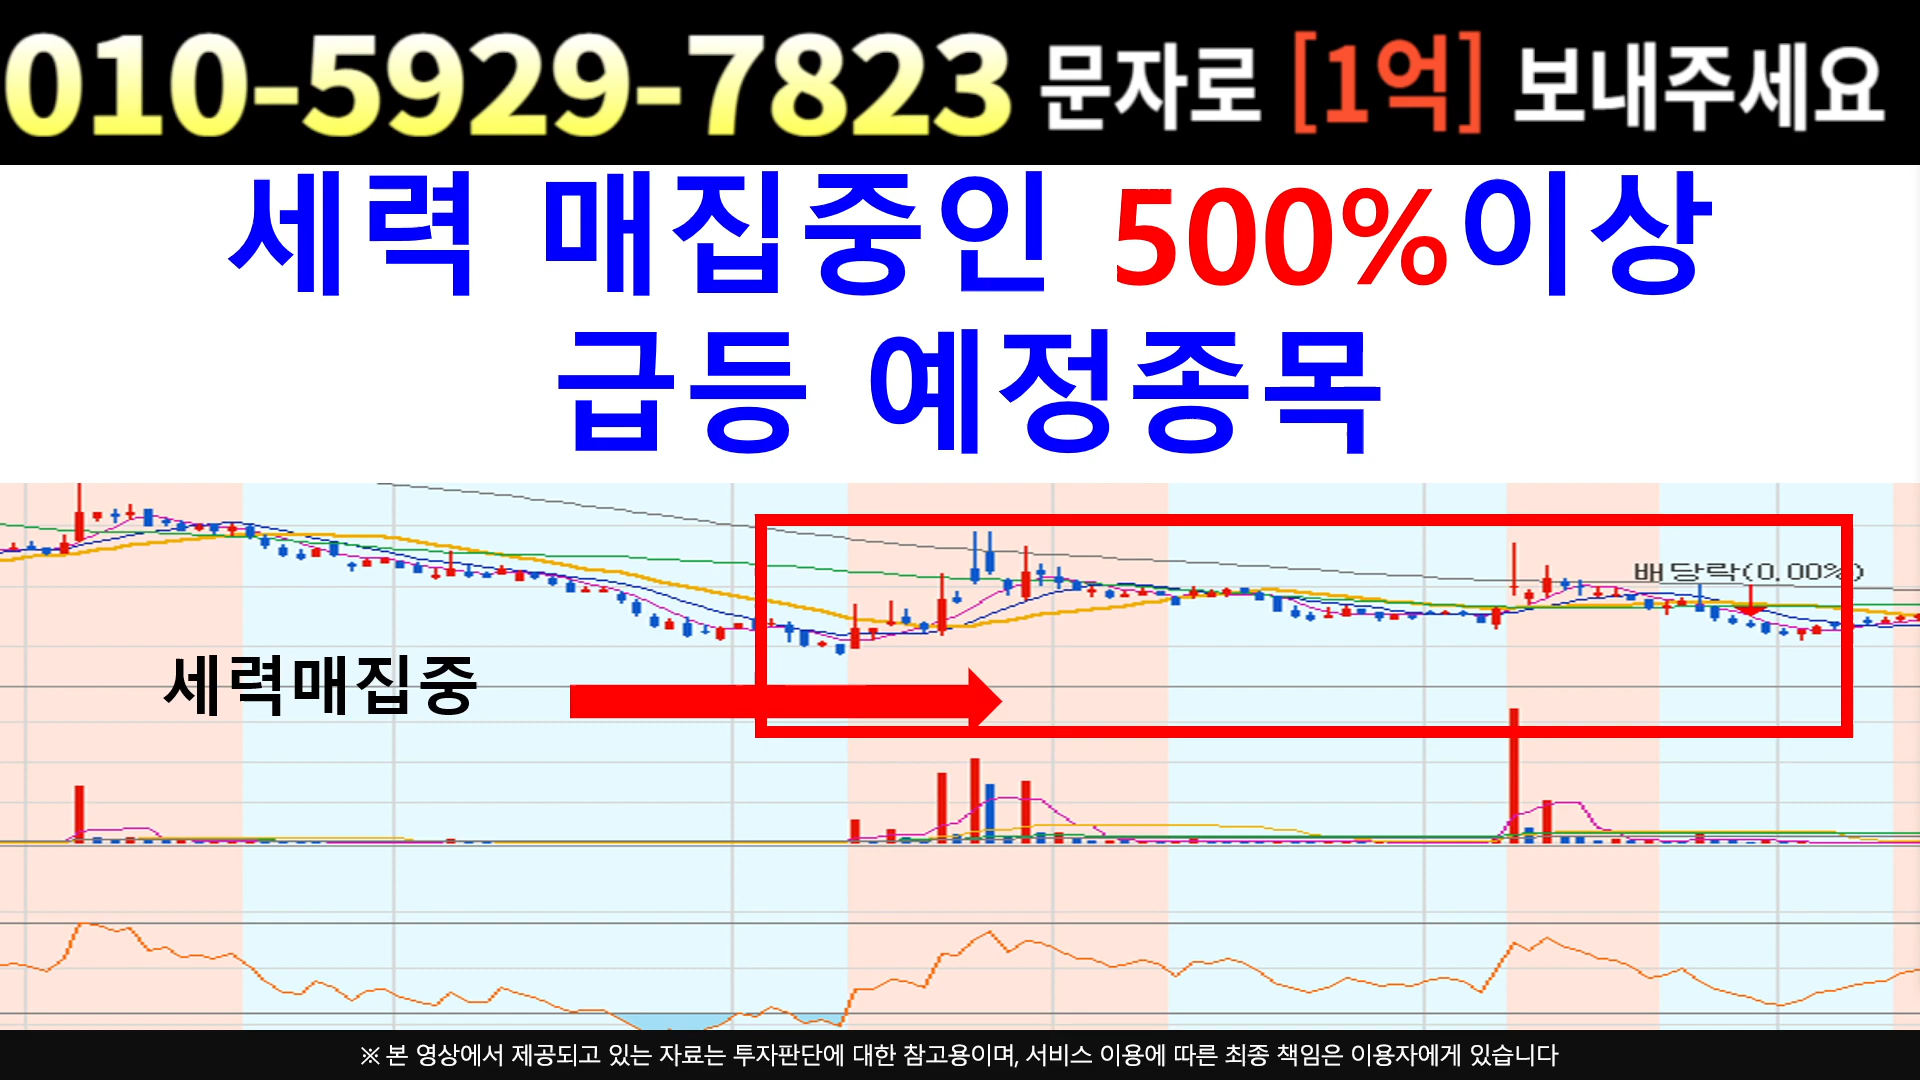 010-5929-7823 문자로 [1억] 보내주세요
세력 매집중인 500%이상
급등 예정종목
배당락(0.00%)
세력매집중
※ 본 영상에서 제공되고 있는 자료는 투자판단에 대한 참고용이며, 서비스 이용에 따른 최종 책임은 이용자에게 있습니다